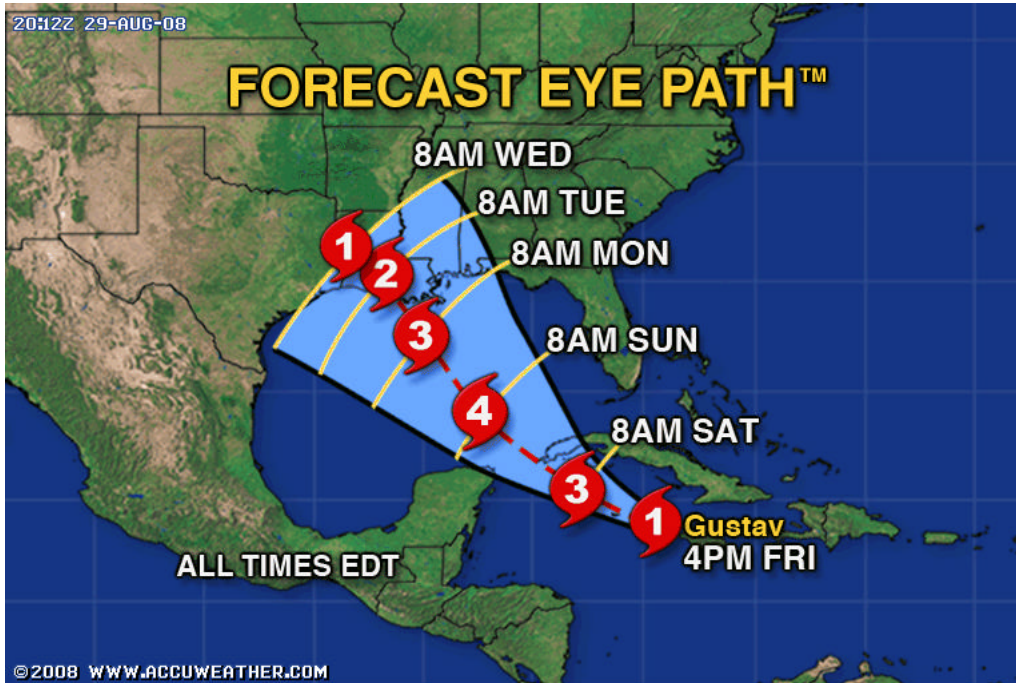 20:12Z 29-AUG-08
FORECAST EYE PATH™
8AM WED
8AM TUE
1
8AM MON
2
3
8AM SUN
4
8AM SAT
3
1
Gustav
4PM FRI
ALL TIMES EDT
©2008 WWW.ACCUWEATHER.COM